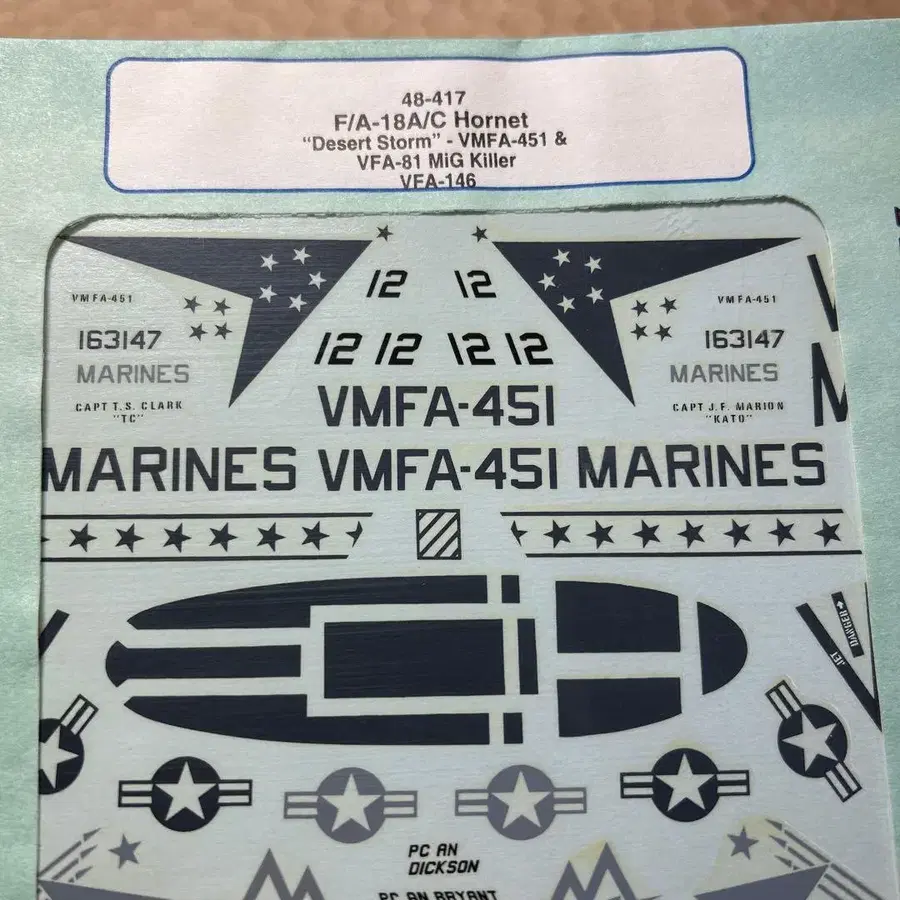 48-417
F/A-18A/C Hornet
“Desert Storm” - VMFA-451 &
VFA-81 MiG Killer
VFA-146
12 12
VMFA-451 VMFA-451
163147 12 12 12 12 163147
MARINES MARINES
CAPT T.S. CLARK VMFA-451 CAPT J.F. MARION
"TC" "KATO"
MARINES VMFA-451 MARINES
JET DANGER
PC AN
DICKSON
PC AN BRYANT